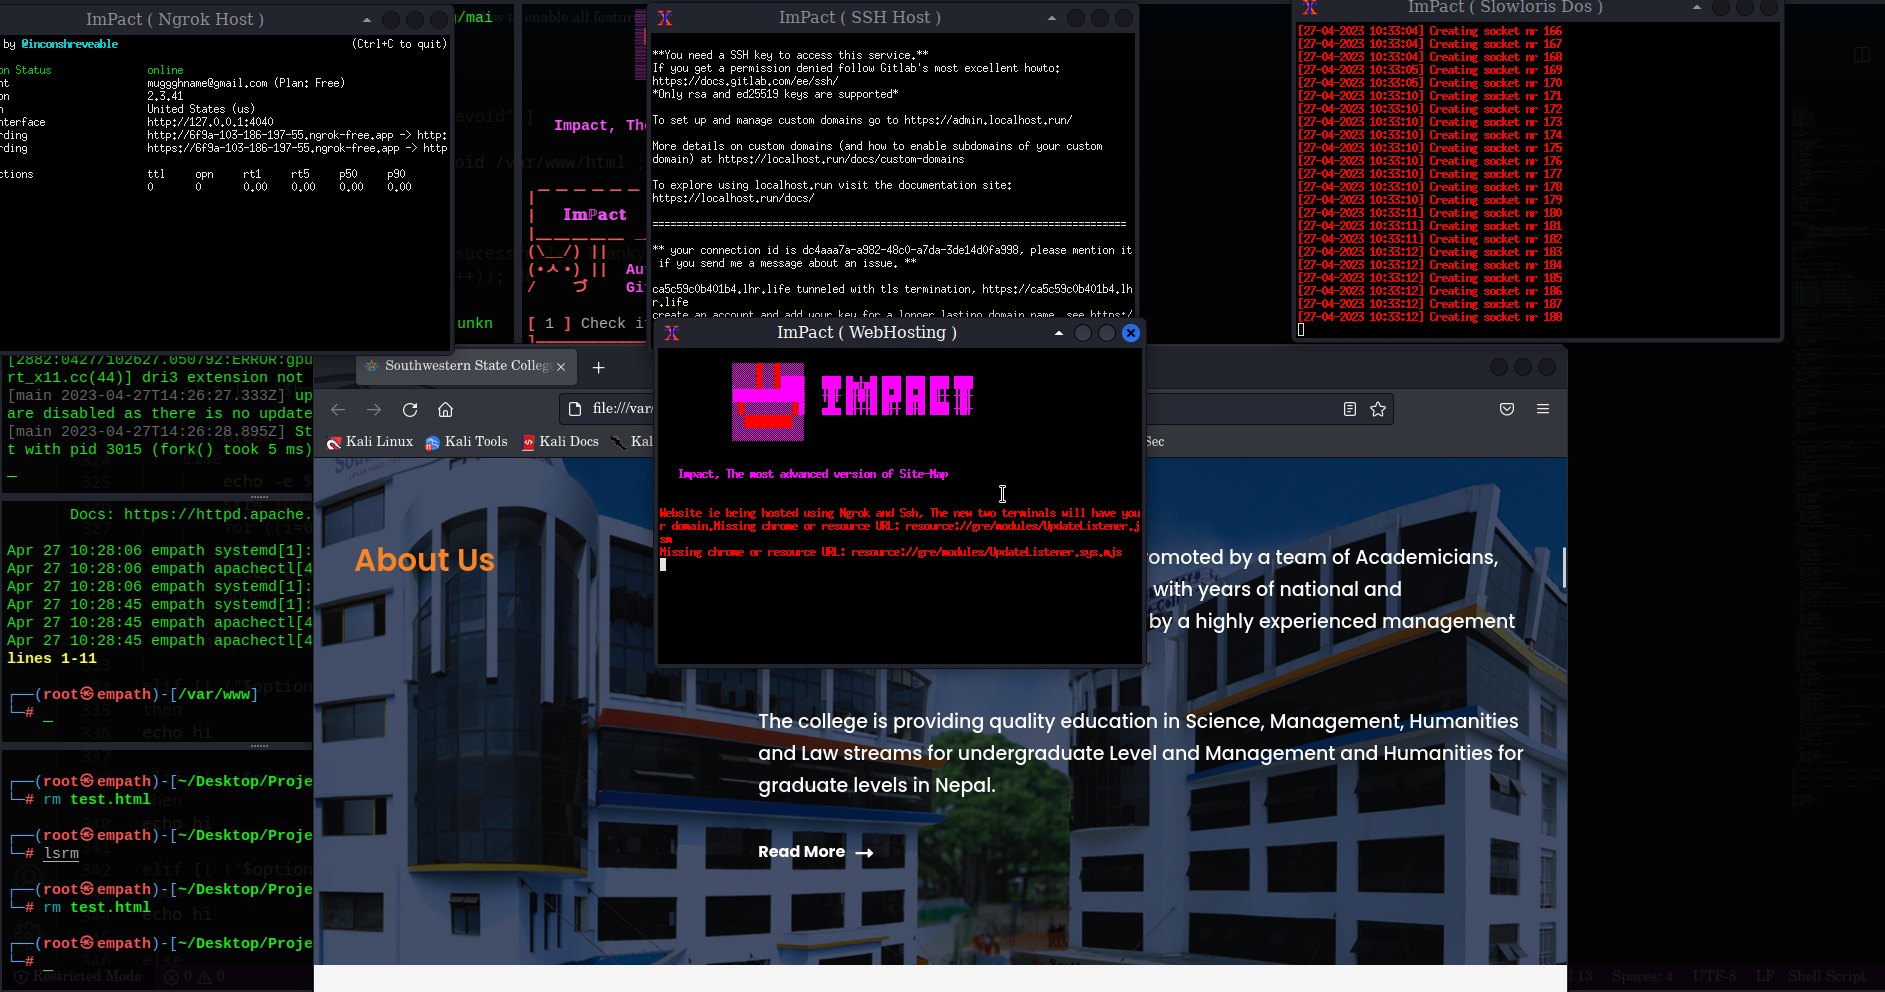 ImPact ( Ngrok Host )
by @inconshreveable (Ctrl+C to quit)
on Status online
nt muggghname@gmail.com (Plan: Free)
on 2.3.41
n United States (us)
nterface http://127.0.0.1:4040
rding http://6f9a-103-186-197-55.ngrok-free.app -> http:
rding https://6f9a-103-186-197-55.ngrok-free.app -> http
ctions ttl opn rt1 rt5 p50 p90
0 0 0.00 0.00 0.00 0.00
g/mai
enable all featur
avoid" ]
Impact, The
oid /var/www/html ;
Im​Pact
Au
Gi
unkn
[ 1 ] Check i
ImPact ( SSH Host )
**You need a SSH key to access this service.**
If you get a permission denied follow Gitlab's most excellent howto:
https://docs.gitlab.com/ee/ssh/
*Only rsa and ed25519 keys are supported*
To set up and manage custom domains go to https://admin.localhost.run/
More details on custom domains (and how to enable subdomains of your custom
domain) at https://localhost.run/docs/custom-domains
To explore using localhost.run visit the documentation site:
https://localhost.run/docs/
===============================================================================
** your connection id is dc4aaa7a-a982-48c0-a7da-3de14d0fa998, please mention it
if you send me a message about an issue. **
ca5c59c0b401b4.lhr.life tunneled with tls termination, https://ca5c59c0b401b4.lh
r.life
create an account and add your key for a longer lasting domain name. see https:/
ImPact ( Slowloris Dos )
[27-04-2023 10:33:04] Creating socket nr 166
[27-04-2023 10:33:04] Creating socket nr 167
[27-04-2023 10:33:04] Creating socket nr 168
[27-04-2023 10:33:05] Creating socket nr 169
[27-04-2023 10:33:05] Creating socket nr 170
[27-04-2023 10:33:10] Creating socket nr 171
[27-04-2023 10:33:10] Creating socket nr 172
[27-04-2023 10:33:10] Creating socket nr 173
[27-04-2023 10:33:10] Creating socket nr 174
[27-04-2023 10:33:10] Creating socket nr 175
[27-04-2023 10:33:10] Creating socket nr 176
[27-04-2023 10:33:10] Creating socket nr 177
[27-04-2023 10:33:10] Creating socket nr 178
[27-04-2023 10:33:10] Creating socket nr 179
[27-04-2023 10:33:11] Creating socket nr 180
[27-04-2023 10:33:11] Creating socket nr 181
[27-04-2023 10:33:11] Creating socket nr 182
[27-04-2023 10:33:12] Creating socket nr 183
[27-04-2023 10:33:12] Creating socket nr 184
[27-04-2023 10:33:12] Creating socket nr 185
[27-04-2023 10:33:12] Creating socket nr 186
[27-04-2023 10:33:12] Creating socket nr 187
[27-04-2023 10:33:12] Creating socket nr 188
ImPact ( WebHosting )
Impact, The most advanced version of Site-Map
Website ie being hosted using Ngrok and Ssh, The new two terminals will have you
r domain.Missing chrome or resource URL: resource://gre/modules/UpdateListener.j
sm
Missing chrome or resource URL: resource://gre/modules/UpdateListener.sys.mjs
[2882:0427/102627.050792:ERROR:gpu
rt_x11.cc(44)] dri3 extension not
[main 2023-04-27T14:26:27.333Z] up
are disabled as there is no update
[main 2023-04-27T14:26:28.895Z] St
t with pid 3015 (fork() took 5 ms)
Docs: https://httpd.apache.
Apr 27 10:28:06 empath systemd[1]:
Apr 27 10:28:06 empath apachectl[4
Apr 27 10:28:06 empath systemd[1]:
Apr 27 10:28:45 empath systemd[1]:
Apr 27 10:28:45 empath apachectl[4
Apr 27 10:28:45 empath apachectl[4
lines 1-11
(root㉿empath)-[/var/www]
#
(root㉿empath)-[~/Desktop/Proje
# rm test.html
(root㉿empath)-[~/Desktop/Proje
# lsrm
(root㉿empath)-[~/Desktop/Proje
# rm test.html
(root㉿empath)-[~/Desktop/Proje
#
Southwestern State Colleg
file:///var/
Kali Linux
Kali Tools
Kali Docs
Kal
Sec
About Us
omoted by a team of Academicians,
with years of national and
by a highly experienced management
The college is providing quality education in Science, Management, Humanities
and Law streams for undergraduate Level and Management and Humanities for
graduate levels in Nepal.
Read More →
Restricted Mode 0 0
13 Spaces: 4 UTF-8 LF Shell Script